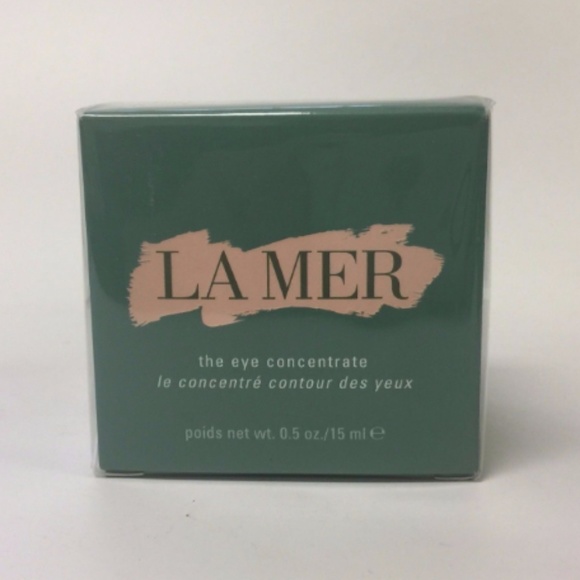 LA MER
the eye concentrate
le concentré contour des yeux
poids net wt. 0.5 oz./15 ml ℮